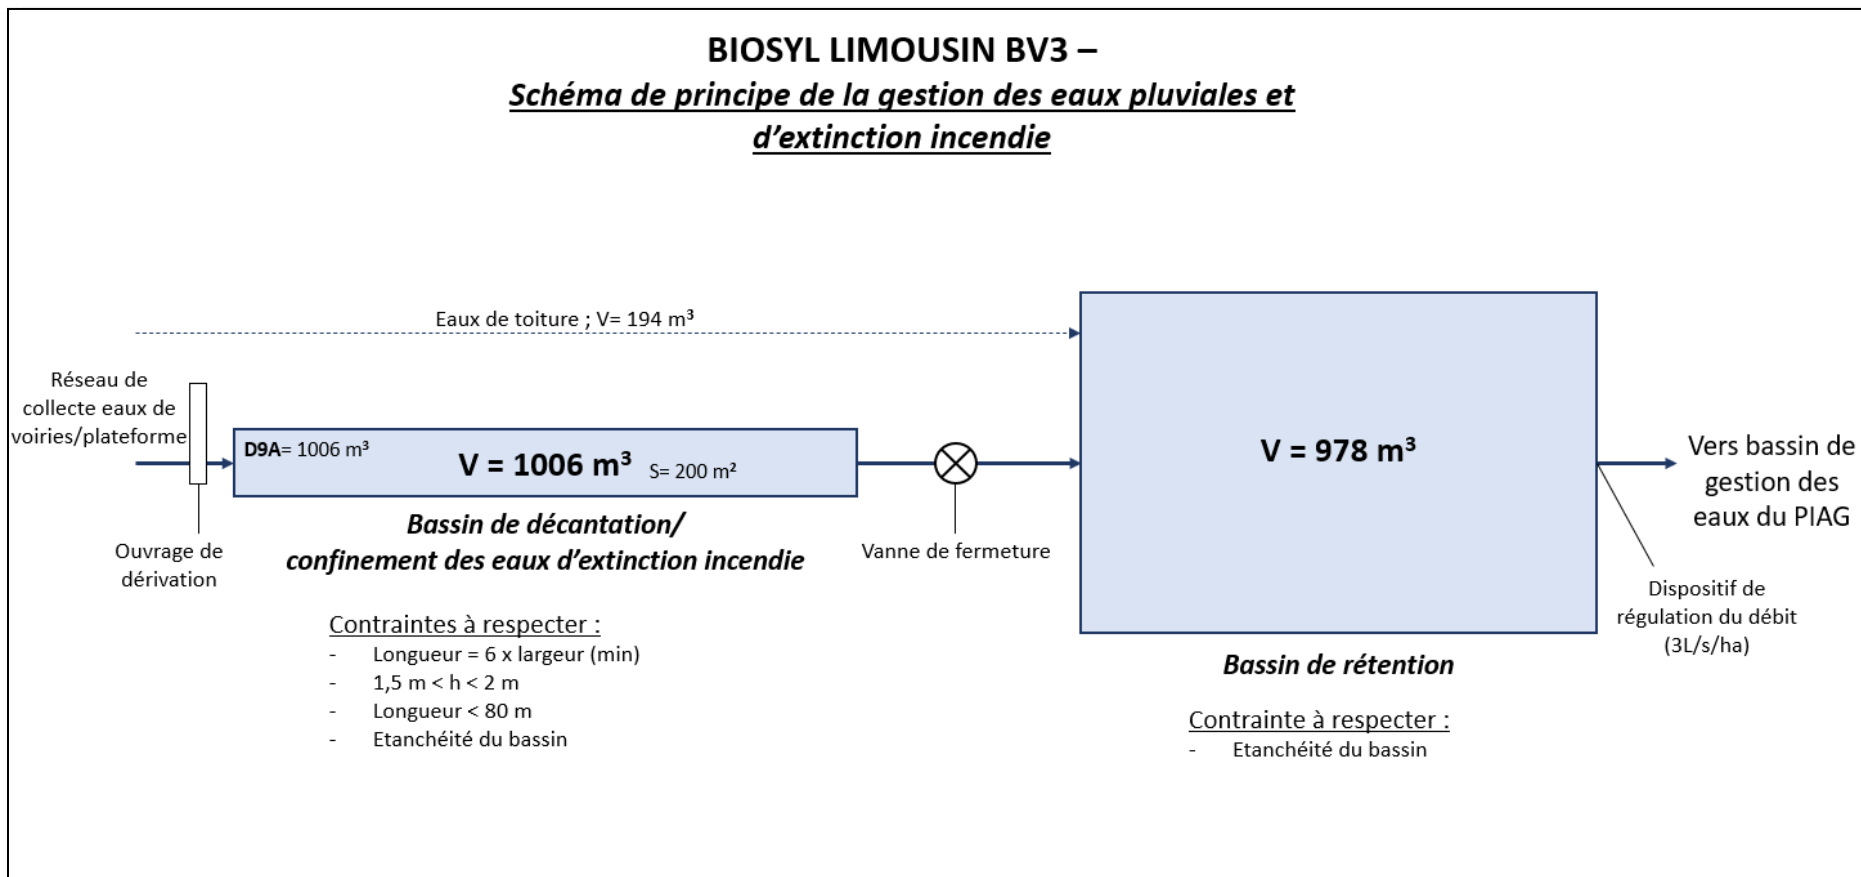 BIOSYL LIMOUSIN BV3 –
Schéma de principe de la gestion des eaux pluviales et
d’extinction incendie
Eaux de toiture ; V= 194 m³
Réseau de
collecte eaux de
voiries/plateforme
D9A= 1006 m³
V = 1006 m³ S= 200 m²
V = 978 m³
Vers bassin de
gestion des
eaux du PIAG
Ouvrage de
dérivation
Bassin de décantation/
confinement des eaux d’extinction incendie
Vanne de fermeture
Dispositif de
régulation du débit
(3L/s/ha)
Contraintes à respecter :
- Longueur = 6 x largeur (min)
- 1,5 m < h < 2 m
- Longueur < 80 m
- Etanchéité du bassin
Bassin de rétention
Contrainte à respecter :
- Etanchéité du bassin